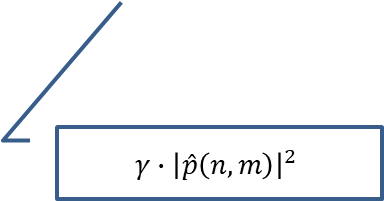 γ · |p̂(n, m)|²